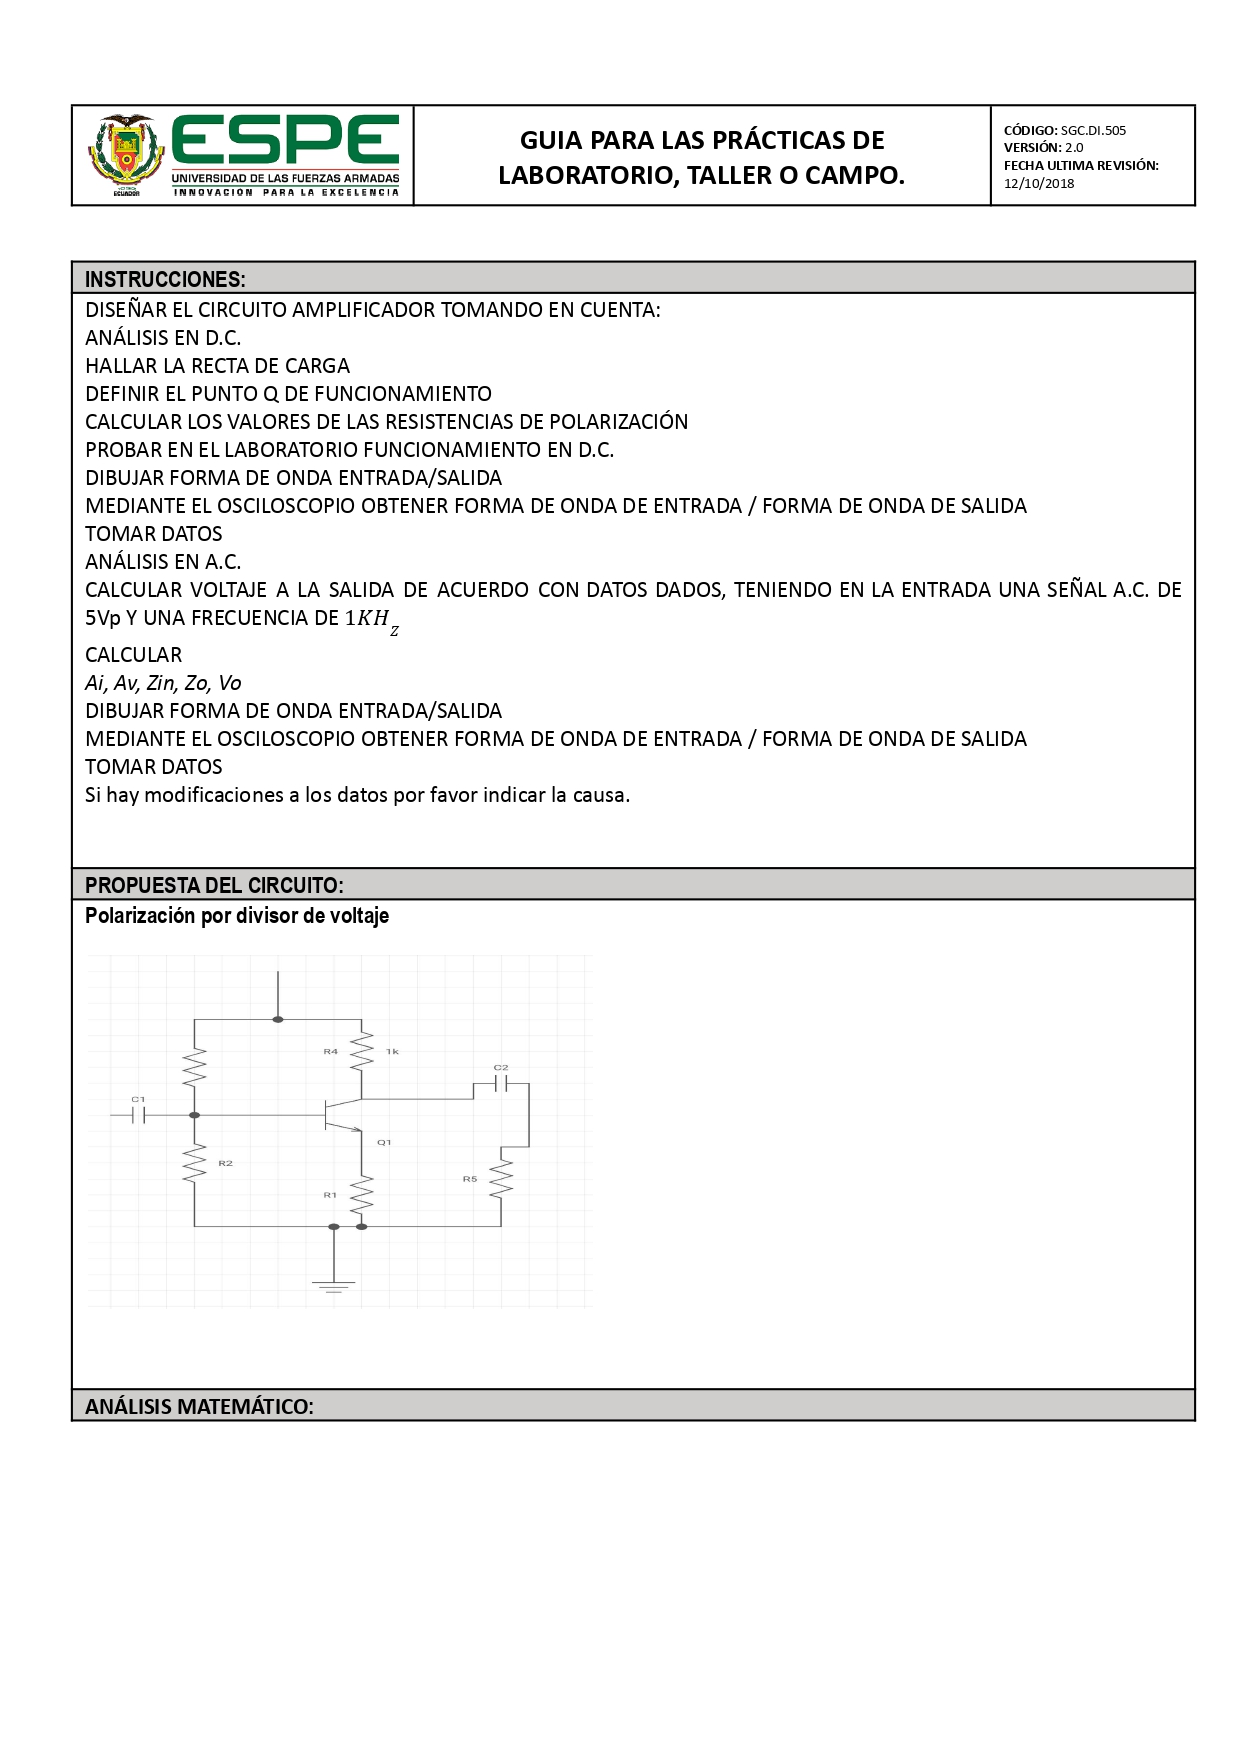 ESPE
UNIVERSIDAD DE LAS FUERZAS ARMADAS
INNOVACIÓN PARA LA EXCELENCIA
ECUADOR
GUIA PARA LAS PRÁCTICAS DE
LABORATORIO, TALLER O CAMPO.
CÓDIGO: SGC.DI.505
VERSIÓN: 2.0
FECHA ULTIMA REVISIÓN:
12/10/2018
INSTRUCCIONES:
DISEÑAR EL CIRCUITO AMPLIFICADOR TOMANDO EN CUENTA:
ANÁLISIS EN D.C.
HALLAR LA RECTA DE CARGA
DEFINIR EL PUNTO Q DE FUNCIONAMIENTO
CALCULAR LOS VALORES DE LAS RESISTENCIAS DE POLARIZACIÓN
PROBAR EN EL LABORATORIO FUNCIONAMIENTO EN D.C.
DIBUJAR FORMA DE ONDA ENTRADA/SALIDA
MEDIANTE EL OSCILOSCOPIO OBTENER FORMA DE ONDA DE ENTRADA / FORMA DE ONDA DE SALIDA
TOMAR DATOS
ANÁLISIS EN A.C.
CALCULAR VOLTAJE A LA SALIDA DE ACUERDO CON DATOS DADOS, TENIENDO EN LA ENTRADA UNA SEÑAL A.C. DE
5Vp Y UNA FRECUENCIA DE 1KHz
CALCULAR
Ai, Av, Zin, Zo, Vo
DIBUJAR FORMA DE ONDA ENTRADA/SALIDA
MEDIANTE EL OSCILOSCOPIO OBTENER FORMA DE ONDA DE ENTRADA / FORMA DE ONDA DE SALIDA
TOMAR DATOS
Si hay modificaciones a los datos por favor indicar la causa.
PROPUESTA DEL CIRCUITO:
Polarización por divisor de voltaje
R4 1k
C2
C1
Q1
R2
R5
R1
ANÁLISIS MATEMÁTICO: